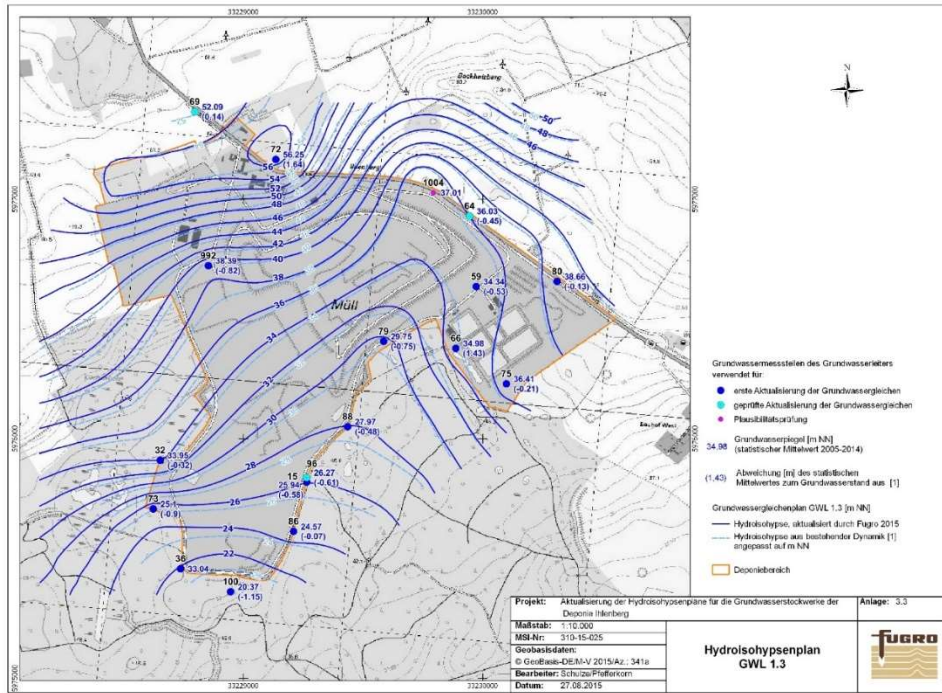 33229000
33230000
Bockholzberg
69
52.09
(0.14)
50
48
46
72
56.25
(1.64)
56
54
52
50
48
46
44
42
40
38
36
34
32
30
28
26
24
22
1004
37.01
64
36.03
(-0.45)
5977000
5977000
992
38.39
(-0.82)
59
34.34
(-0.53)
80
38.66
(-0.13)
Müll
79
29.75
(-0.75)
66
34.98
(1.43)
75
36.41
(-0.21)
88
27.97
(-0.48)
5976000
5976000
32
33.95
(-0.32)
96
26.27
(-0.61)
15
25.94
(-0.58)
73
25.1
(-0.9)
86
24.57
(-0.07)
36
33.04
100
20.37
(-1.15)
5975000
33229000
33230000
N
Grundwassermessstellen des Grundwasserleiters
verwendet für:
erste Aktualisierung der Grundwassergleichen
geprüfte Aktualisierung der Grundwassergleichen
Plausibilitätsprüfung
34.98 Grundwasserspiegel [m NN]
(statistischer Mittelwert 2005-2014)
(1.43) Abweichung [m] des statistischen
Mittelwertes zum Grundwasserstand aus [1]
Grundwassergleichenplan GWL 1.3 [m NN]
Hydroisohypse, aktualisiert durch Fugro 2015
Hydroisohypse aus bestehender Dynamik [1]
angepasst auf m NN
Deponiebereich
Projekt: Aktualisierung der Hydroisohypsenpläne für die Grundwasserstockwerke der
Deponie Ihlenberg
Anlage: 3.3
Maßstab: 1:10.000
MSI-Nr: 310-15-025
Geobasisdaten:
© GeoBasis-DE/M-V 2015/Az.: 341a
Bearbeiter: Schulze/Pfefferkorn
Datum: 27.08.2015
Hydroisohypsenplan
GWL 1.3
FUGRO